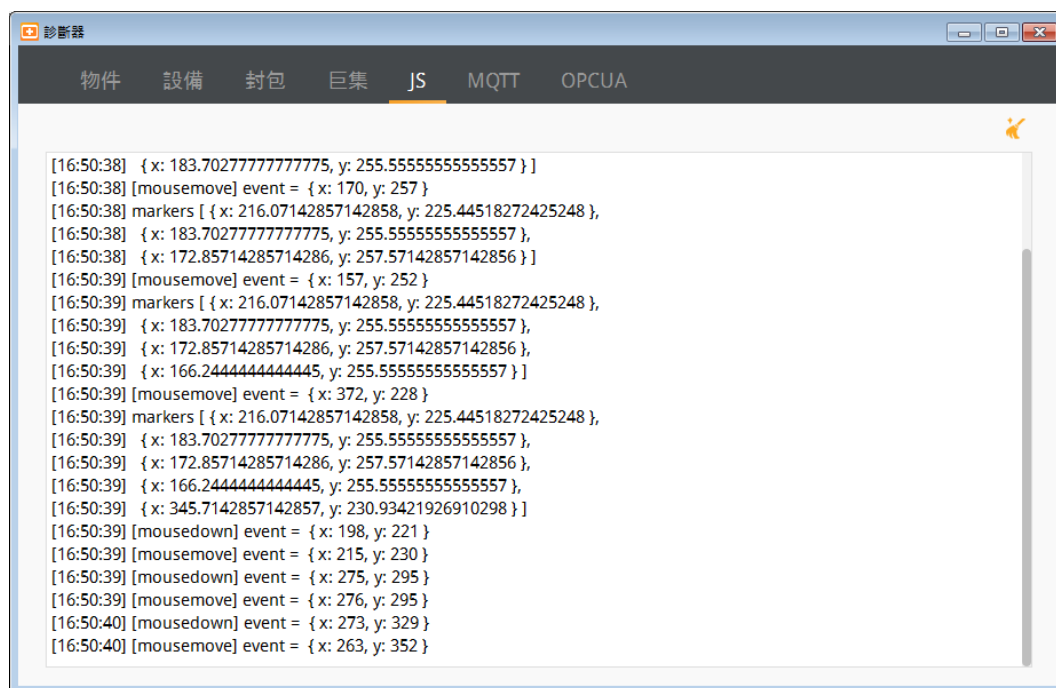 診斷器
物件 設備 封包 巨集 JS MQTT OPCUA
[16:50:38] { x: 183.70277777777775, y: 255.55555555555557 } ]
[16:50:38] [mousemove] event = { x: 170, y: 257 }
[16:50:38] markers [ { x: 216.07142857142858, y: 225.44518272425248 },
[16:50:38] { x: 183.70277777777775, y: 255.55555555555557 },
[16:50:38] { x: 172.85714285714286, y: 257.57142857142856 } ]
[16:50:39] [mousemove] event = { x: 157, y: 252 }
[16:50:39] markers [ { x: 216.07142857142858, y: 225.44518272425248 },
[16:50:39] { x: 183.70277777777775, y: 255.55555555555557 },
[16:50:39] { x: 172.85714285714286, y: 257.57142857142856 },
[16:50:39] { x: 166.2444444444445, y: 255.55555555555557 } ]
[16:50:39] [mousemove] event = { x: 372, y: 228 }
[16:50:39] markers [ { x: 216.07142857142858, y: 225.44518272425248 },
[16:50:39] { x: 183.70277777777775, y: 255.55555555555557 },
[16:50:39] { x: 172.85714285714286, y: 257.57142857142856 },
[16:50:39] { x: 166.2444444444445, y: 255.55555555555557 },
[16:50:39] { x: 345.7142857142857, y: 230.93421926910298 } ]
[16:50:39] [mousedown] event = { x: 198, y: 221 }
[16:50:39] [mousemove] event = { x: 215, y: 230 }
[16:50:39] [mousedown] event = { x: 275, y: 295 }
[16:50:39] [mousemove] event = { x: 276, y: 295 }
[16:50:40] [mousedown] event = { x: 273, y: 329 }
[16:50:40] [mousemove] event = { x: 263, y: 352 }